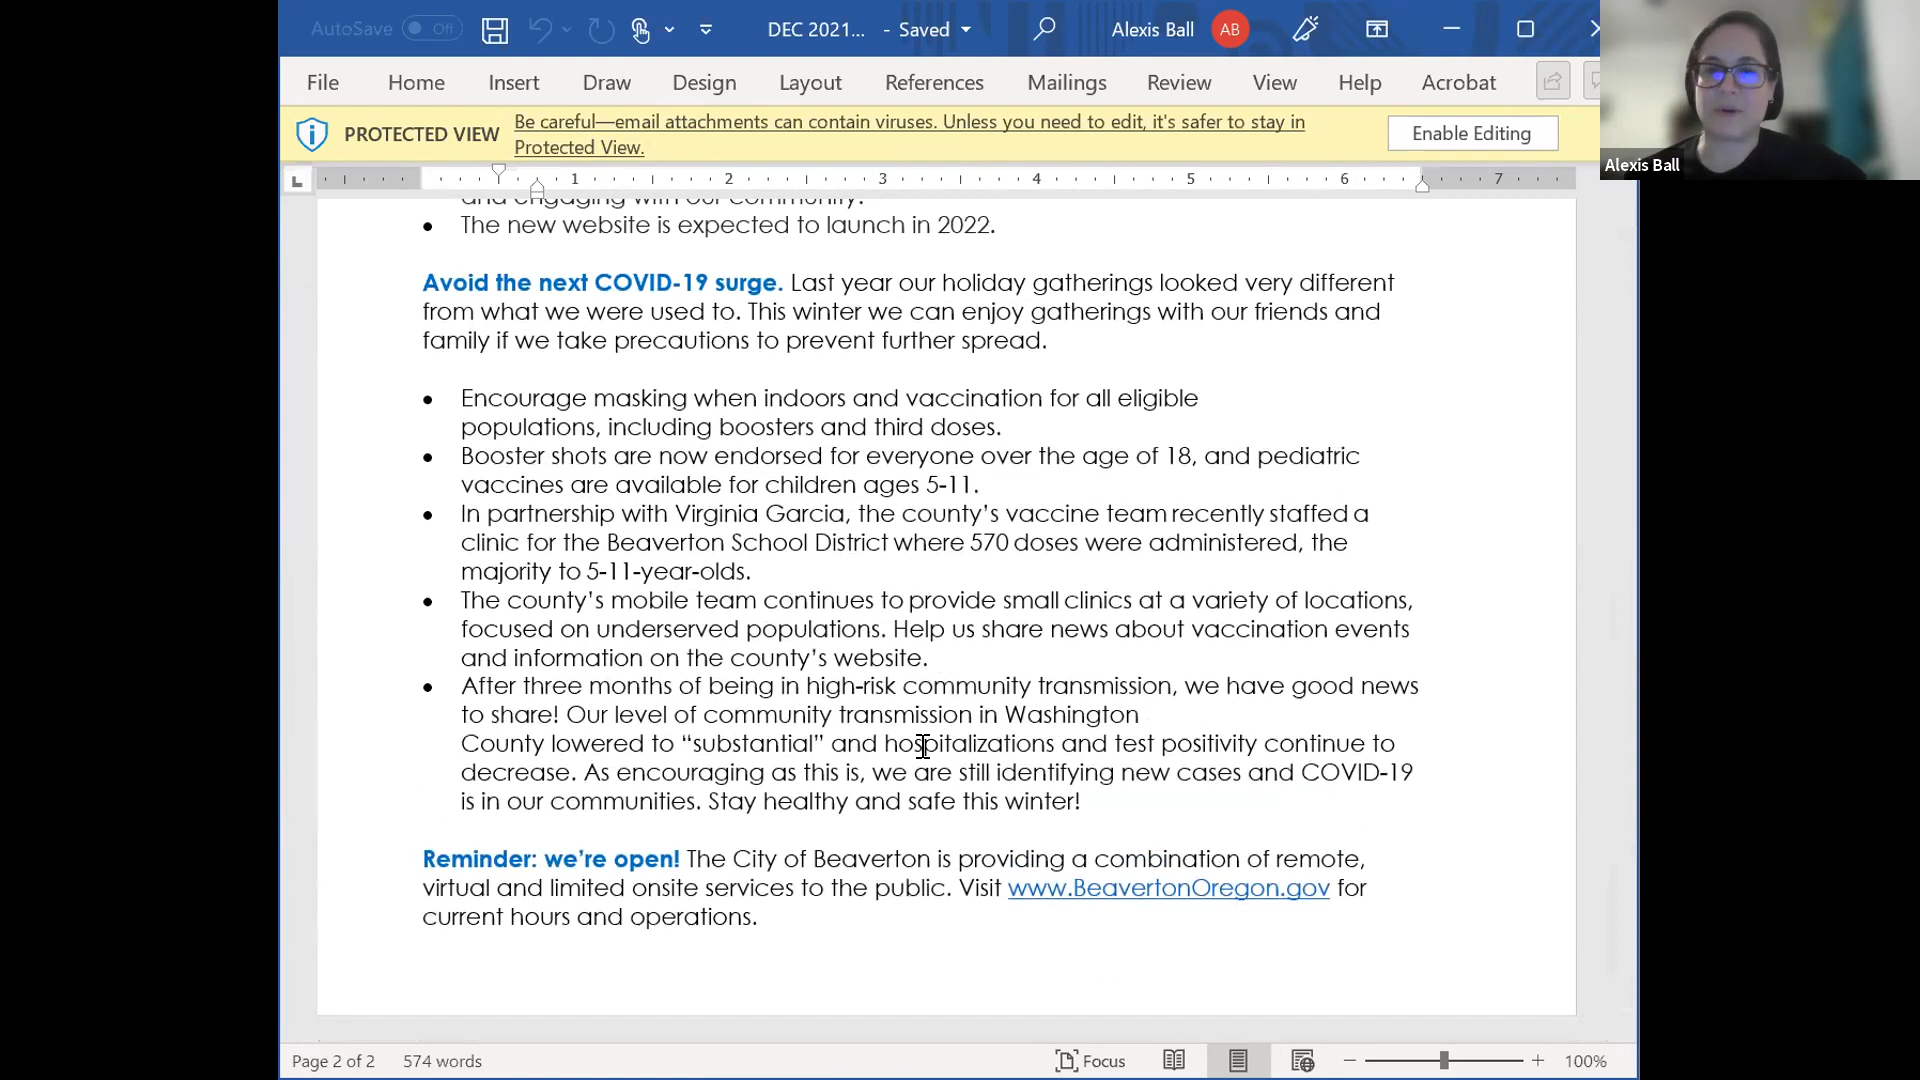 AutoSave Off DEC 2021... - Saved Alexis Ball AB
File Home Insert Draw Design Layout References Mailings Review View Help Acrobat
PROTECTED VIEW Be careful—email attachments can contain viruses. Unless you need to edit, it's safer to stay in
Protected View. Enable Editing
Alexis Ball
L 1 2 3 4 5 6 7
and engaging with our community.
• The new website is expected to launch in 2022.
Avoid the next COVID-19 surge. Last year our holiday gatherings looked very different
from what we were used to. This winter we can enjoy gatherings with our friends and
family if we take precautions to prevent further spread.
• Encourage masking when indoors and vaccination for all eligible
populations, including boosters and third doses.
• Booster shots are now endorsed for everyone over the age of 18, and pediatric
vaccines are available for children ages 5-11.
• In partnership with Virginia Garcia, the county’s vaccine team recently staffed a
clinic for the Beaverton School District where 570 doses were administered, the
majority to 5-11-year-olds.
• The county’s mobile team continues to provide small clinics at a variety of locations,
focused on underserved populations. Help us share news about vaccination events
and information on the county’s website.
• After three months of being in high-risk community transmission, we have good news
to share! Our level of community transmission in Washington
County lowered to “substantial” and hospitalizations and test positivity continue to
decrease. As encouraging as this is, we are still identifying new cases and COVID-19
is in our communities. Stay healthy and safe this winter!
Reminder: we’re open! The City of Beaverton is providing a combination of remote,
virtual and limited onsite services to the public. Visit www.BeavertonOregon.gov for
current hours and operations.
Page 2 of 2 574 words Focus 100%